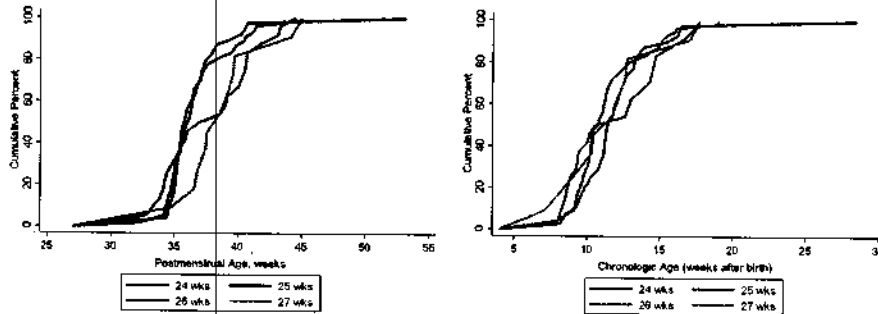 Cumulative Percent
100
80
60
40
20
0
25 30 35 40 45 50 55
Postmenstrual Age, weeks
24 wks 25 wks
26 wks 27 wks
Cumulative Percent
100
80
60
40
20
0
5 10 15 20 25 30
Chronologic Age (weeks after birth)
24 wks 25 wks
26 wks 27 wks